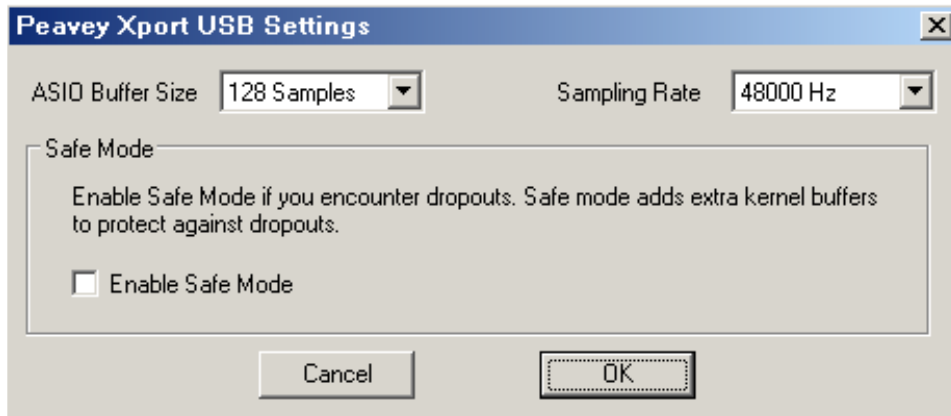 Peavey Xport USB Settings
ASIO Buffer Size 128 Samples Sampling Rate 48000 Hz
Safe Mode
Enable Safe Mode if you encounter dropouts. Safe mode adds extra kernel buffers
to protect against dropouts.
Enable Safe Mode
Cancel OK